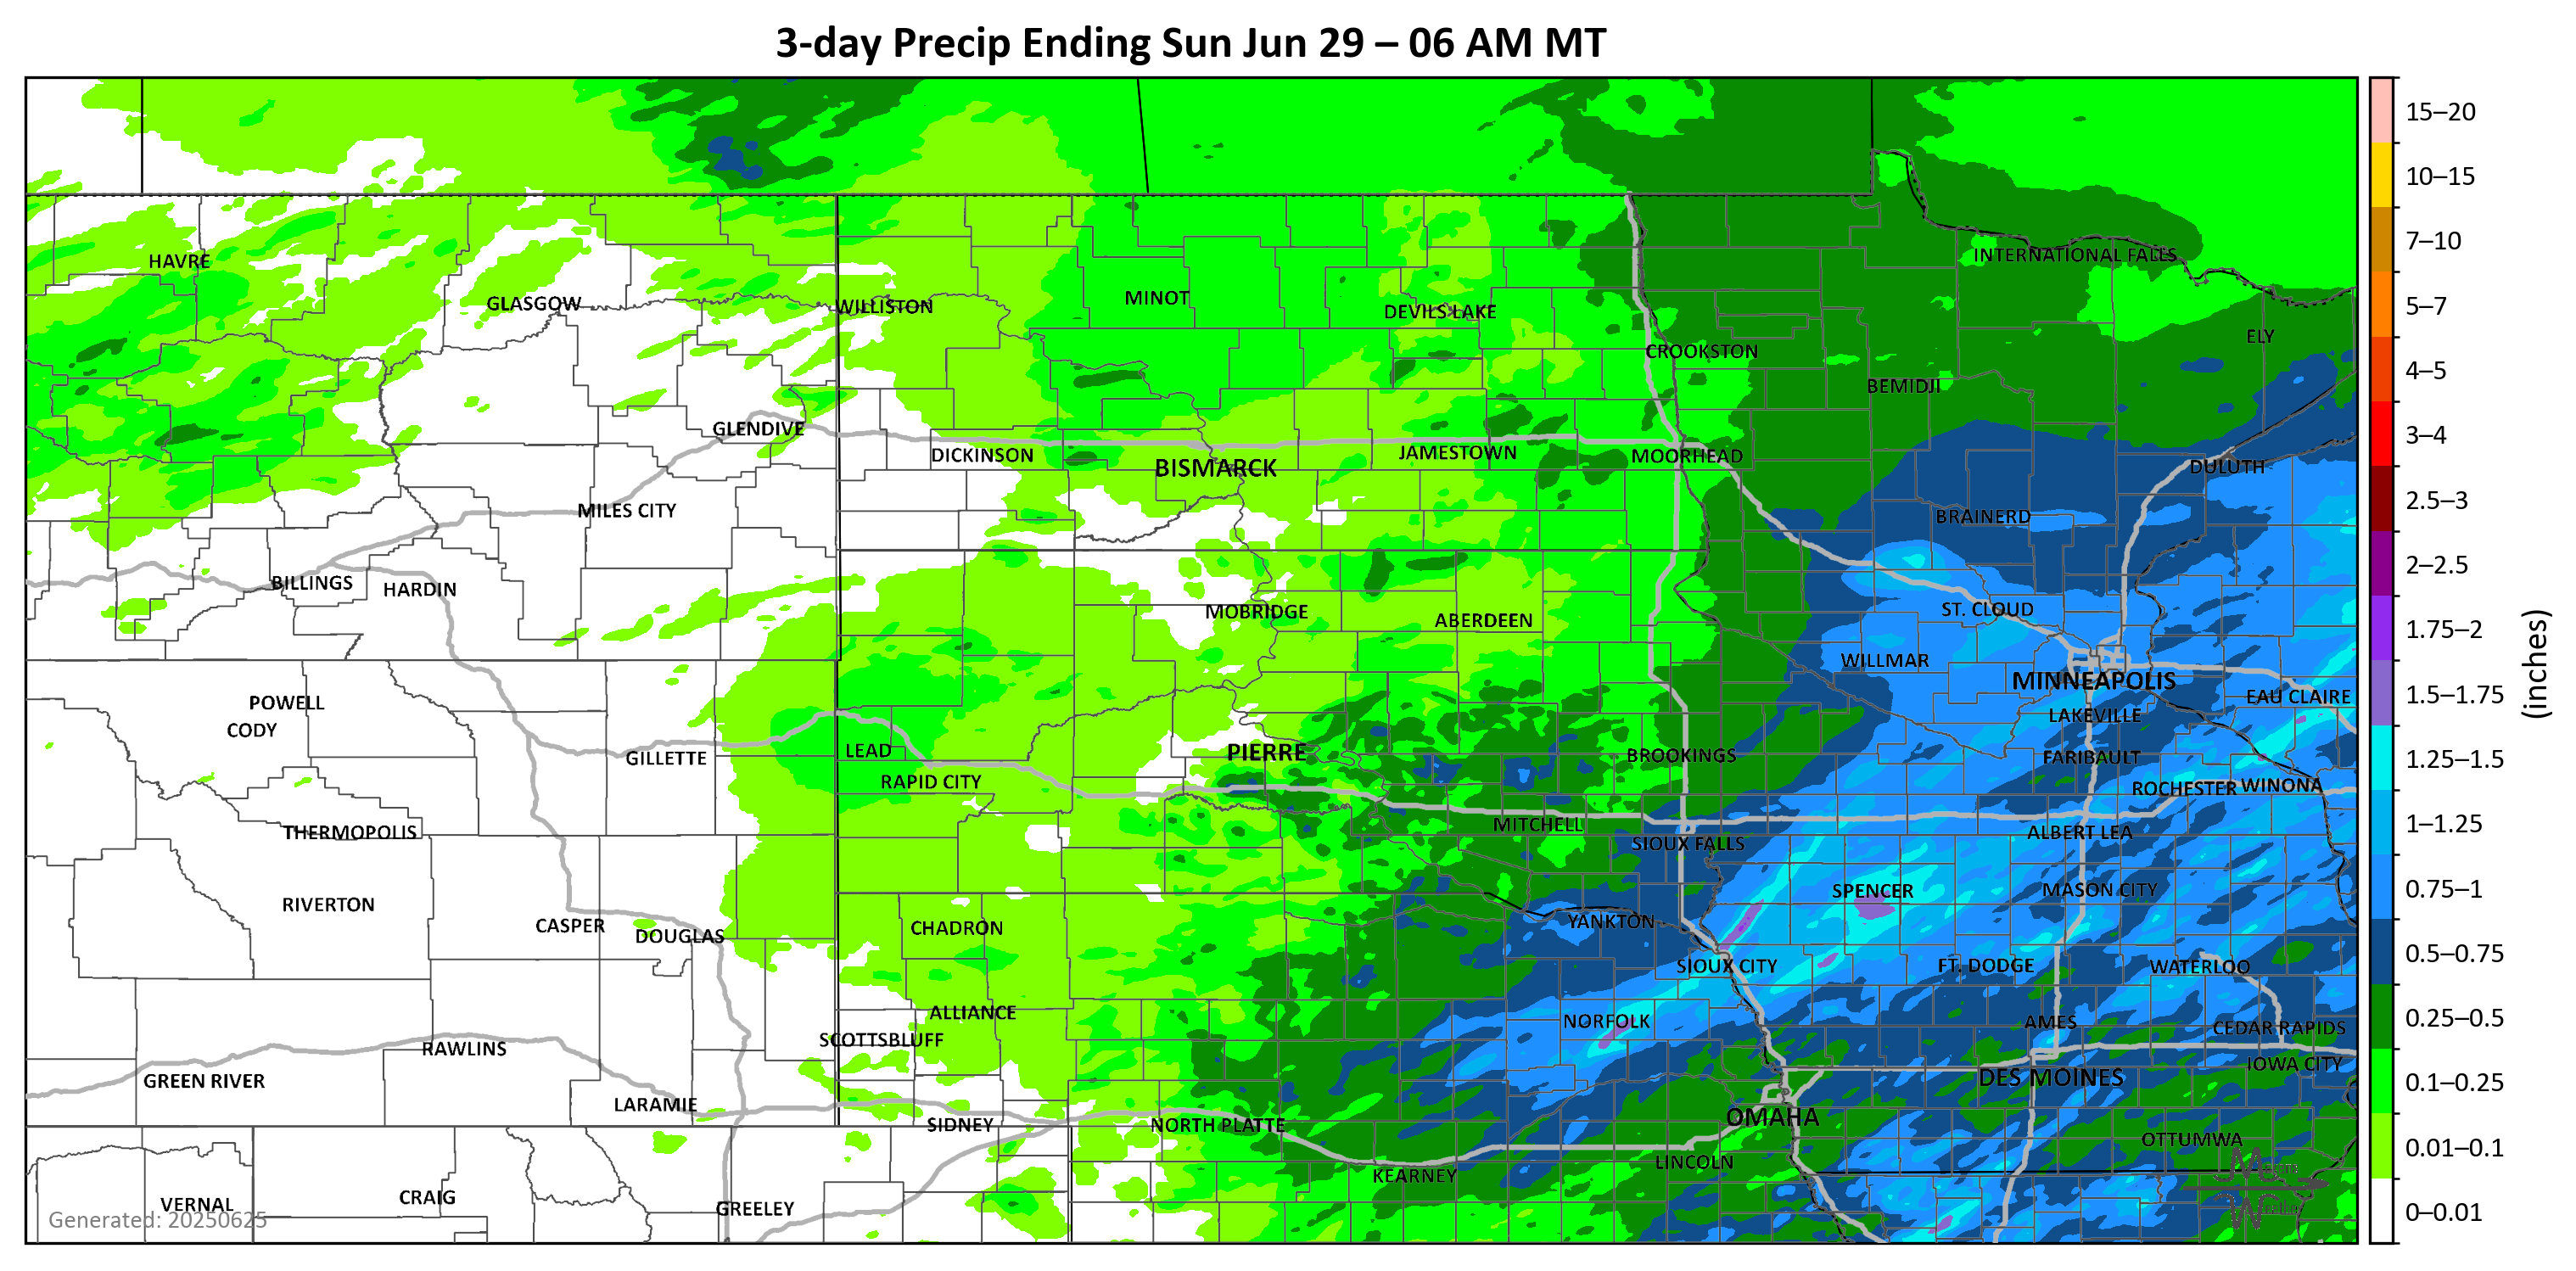 3-day Precip Ending Sun Jun 29 – 06 AM MT
INTERNATIONAL FALLS
HAVRE
GLASGOW
WILLISTON
MINOT
DEVILS LAKE
ELY
CROOKSTON
BEMIDJI
GLENDIVE
DICKINSON
BISMARCK
JAMESTOWN
MOORHEAD
DULUTH
MILES CITY
BRAINERD
BILLINGS
HARDIN
MOBRIDGE
ABERDEEN
ST. CLOUD
WILLMAR
MINNEAPOLIS
EAU CLAIRE
POWELL
LAKEVILLE
CODY
GILLETTE
LEAD
PIERRE
BROOKINGS
FARIBAULT
RAPID CITY
ROCHESTER
WINONA
THERMOPOLIS
MITCHELL
ALBERT LEA
SIOUX FALLS
SPENCER
MASON CITY
RIVERTON
CASPER
DOUGLAS
CHADRON
YANKTON
SIOUX CITY
FT. DODGE
WATERLOO
ALLIANCE
NORFOLK
AMES
CEDAR RAPIDS
SCOTTSBLUFF
RAWLINS
IOWA CITY
GREEN RIVER
DES MOINES
LARAMIE
OMAHA
SIDNEY
NORTH PLATTE
OTTUMWA
LINCOLN
KEARNEY
VERNAL
CRAIG
GREELEY
Generated: 20250625
15–20
10–15
7–10
5–7
4–5
3–4
2.5–3
2–2.5
1.75–2
1.5–1.75
1.25–1.5
1–1.25
0.75–1
0.5–0.75
0.25–0.5
0.1–0.25
0.01–0.1
0–0.01
(inches)